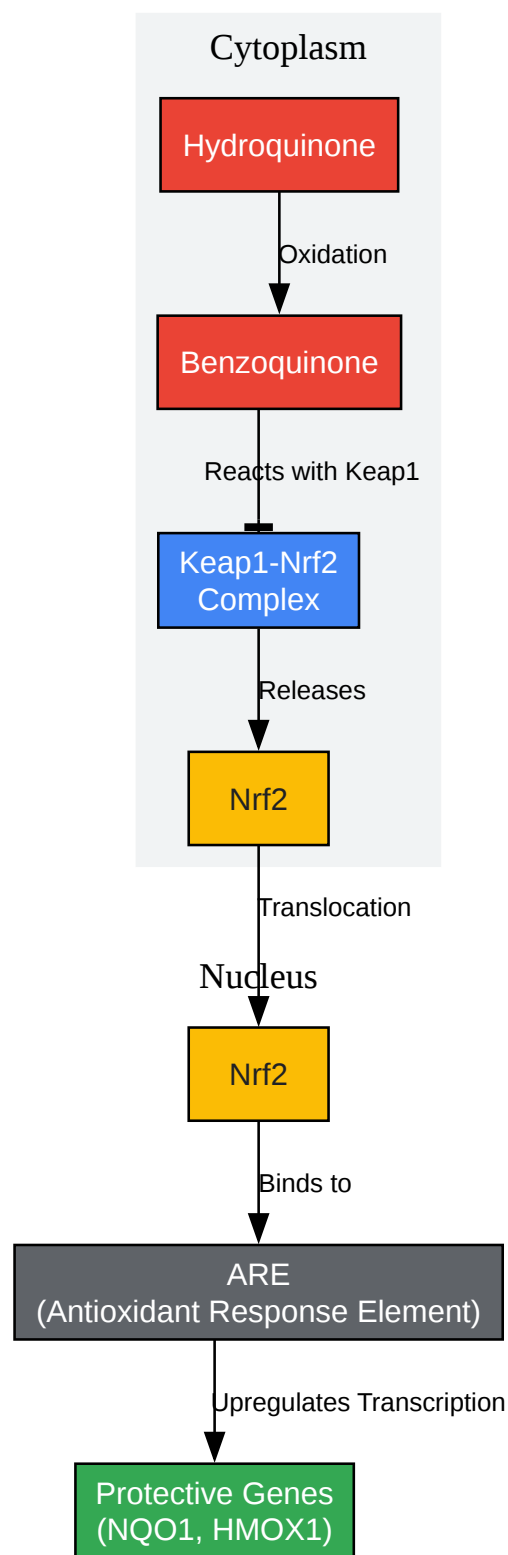 Cytoplasm
Hydroquinone
Oxidation
Benzoquinone
Reacts with Keap1
Keap1-Nrf2
Complex
Releases
Nrf2
Translocation
Nucleus
Nrf2
Binds to
ARE
(Antioxidant Response Element)
Upregulates Transcription
Protective Genes
(NQO1, HMOX1)